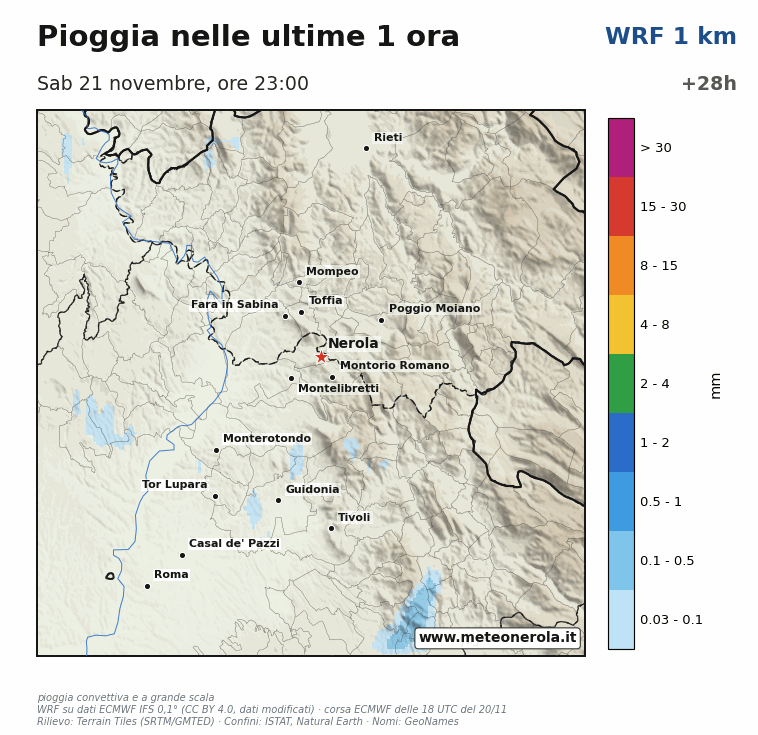 Pioggia nelle ultime 1 ora
WRF 1 km
Sab 21 novembre, ore 23:00
+28h
Rieti
Mompeo
Fara in Sabina
Toffia
Poggio Moiano
Nerola
Montorio Romano
Montelibretti
Monterotondo
Tor Lupara
Guidonia
Tivoli
Casal de' Pazzi
Roma
www.meteonerola.it
> 30
15 - 30
8 - 15
4 - 8
2 - 4
1 - 2
0.5 - 1
0.1 - 0.5
0.03 - 0.1
mm
pioggia convettiva e a grande scala
WRF su dati ECMWF IFS 0,1° (CC BY 4.0, dati modificati) · corsa ECMWF delle 18 UTC del 20/11
Rilievo: Terrain Tiles (SRTM/GMTED) · Confini: ISTAT, Natural Earth · Nomi: GeoNames